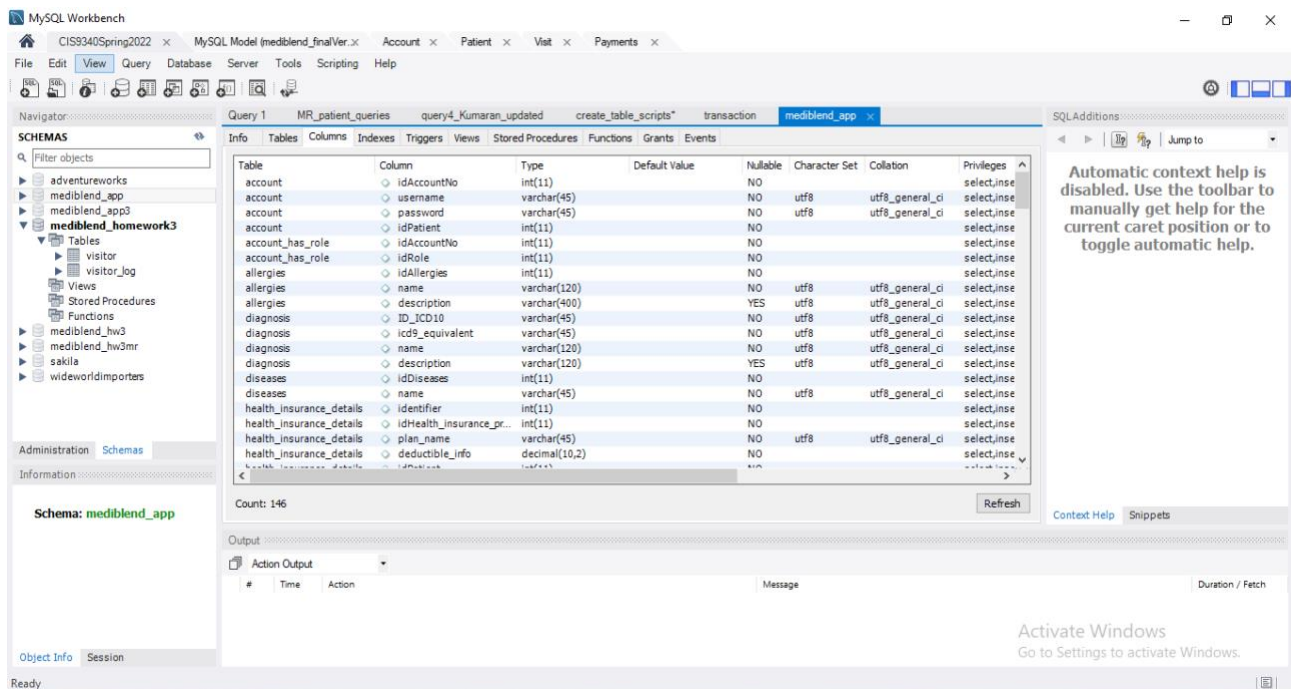 MySQL Workbench
CIS9340Spring2022 × MySQL Model (mediblend_finalVer...× Account × Patient × Visit × Payments ×
File Edit View Query Database Server Tools Scripting Help
Navigator
SCHEMAS
Filter objects
adventureworks
mediblend_app
mediblend_app3
mediblend_homework3
Tables
visitor
visitor_log
Views
Stored Procedures
Functions
mediblend_hw3
mediblend_hw3mr
sakila
wideworldimporters
Administration Schemas
Information
Schema: mediblend_app
Object Info Session
Query 1 MR_patient_queries query4_Kumaran_updated create_table_scripts* transaction mediblend_app ×
Info Tables Columns Indexes Triggers Views Stored Procedures Functions Grants Events
Table Column Type Default Value Nullable Character Set Collation Privileges
account idAccountNo int(11) NO select,inse
account username varchar(45) NO utf8 utf8_general_ci select,inse
account password varchar(45) NO utf8 utf8_general_ci select,inse
account idPatient int(11) NO select,inse
account_has_role idAccountNo int(11) NO select,inse
account_has_role idRole int(11) NO select,inse
allergies idAllergies int(11) NO select,inse
allergies name varchar(120) NO utf8 utf8_general_ci select,inse
allergies description varchar(400) YES utf8 utf8_general_ci select,inse
diagnosis ID_ICD10 varchar(45) NO utf8 utf8_general_ci select,inse
diagnosis icd9_equivalent varchar(45) NO utf8 utf8_general_ci select,inse
diagnosis name varchar(120) NO utf8 utf8_general_ci select,inse
diagnosis description varchar(120) YES utf8 utf8_general_ci select,inse
diseases idDiseases int(11) NO select,inse
diseases name varchar(45) NO utf8 utf8_general_ci select,inse
health_insurance_details identifier int(11) NO select,inse
health_insurance_details idHealth_insurance_pr... int(11) NO select,inse
health_insurance_details plan_name varchar(45) NO utf8 utf8_general_ci select,inse
health_insurance_details deductible_info decimal(10,2) NO select,inse
Count: 146 Refresh
Output
Action Output
# Time Action Message Duration / Fetch
SQLAdditions
Jump to
Automatic context help is
disabled. Use the toolbar to
manually get help for the
current caret position or to
toggle automatic help.
Context Help Snippets
Activate Windows
Go to Settings to activate Windows.
Ready